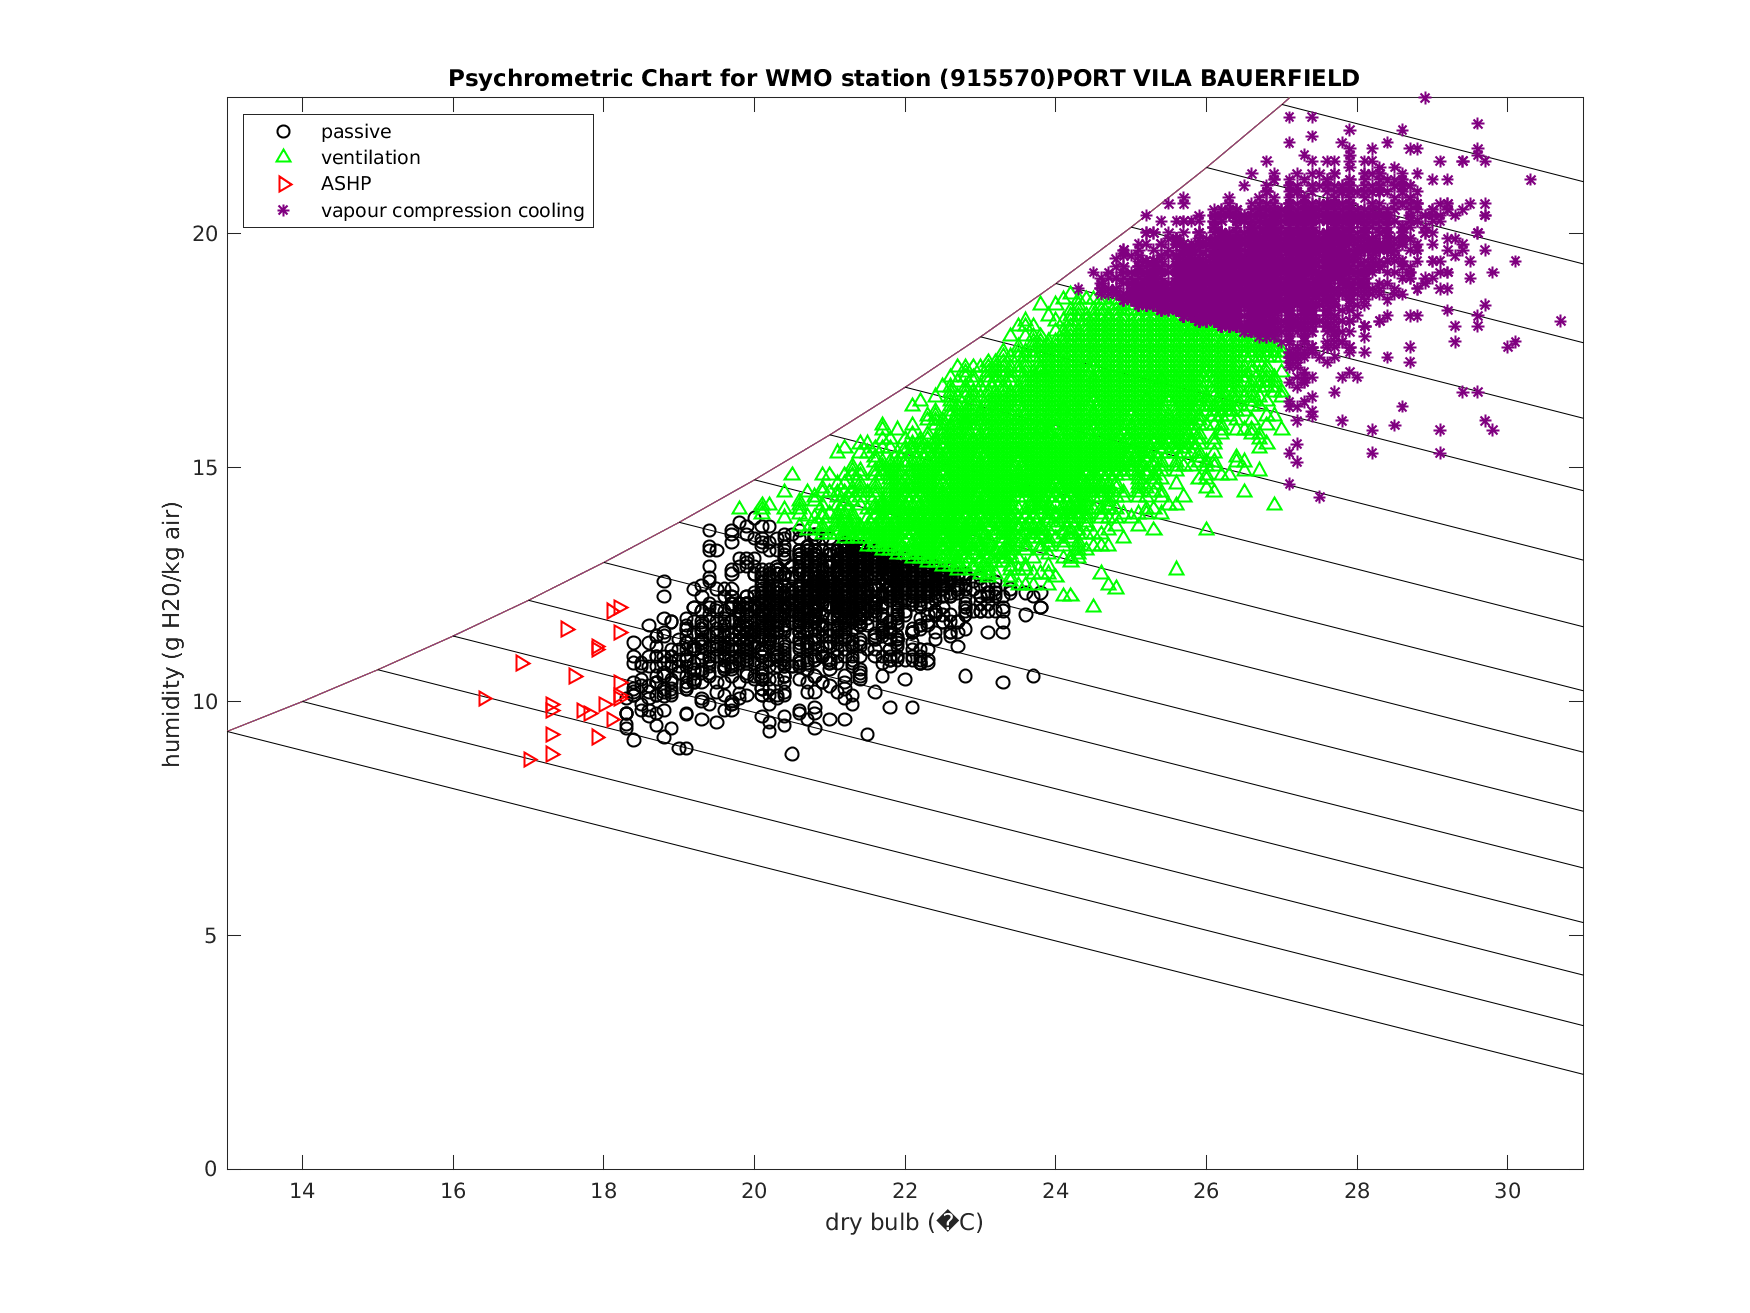 Psychrometric Chart for WMO station (915570)PORT VILA BAUERFIELD
passive
ventilation
ASHP
vapour compression cooling
humidity (g H20/kg air)
20
15
10
5
0
14 16 18 20 22 24 26 28 30
dry bulb (�C)